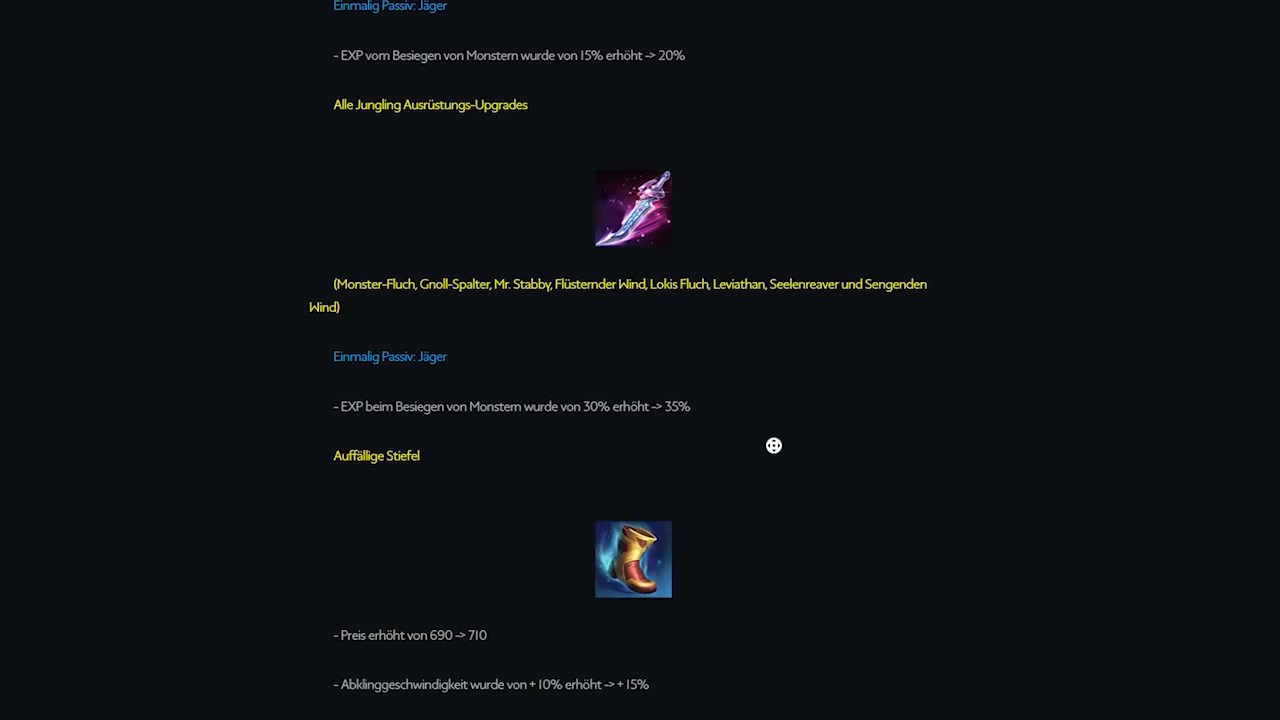 Einmalig Passiv: Jäger
- EXP vom Besiegen von Monstern wurde von 15% erhöht -> 20%
Alle Jungling Ausrüstungs-Upgrades
(Monster-Fluch, Gnoll-Spalter, Mr. Stabby, Flüsternder Wind, Lokis Fluch, Leviathan, Seelenreaver und Sengenden
Wind)
Einmalig Passiv: Jäger
- EXP beim Besiegen von Monstern wurde von 30% erhöht -> 35%
Auffällige Stiefel
- Preis erhöht von 690 -> 710
- Abklinggeschwindigkeit wurde von +10% erhöht -> +15%